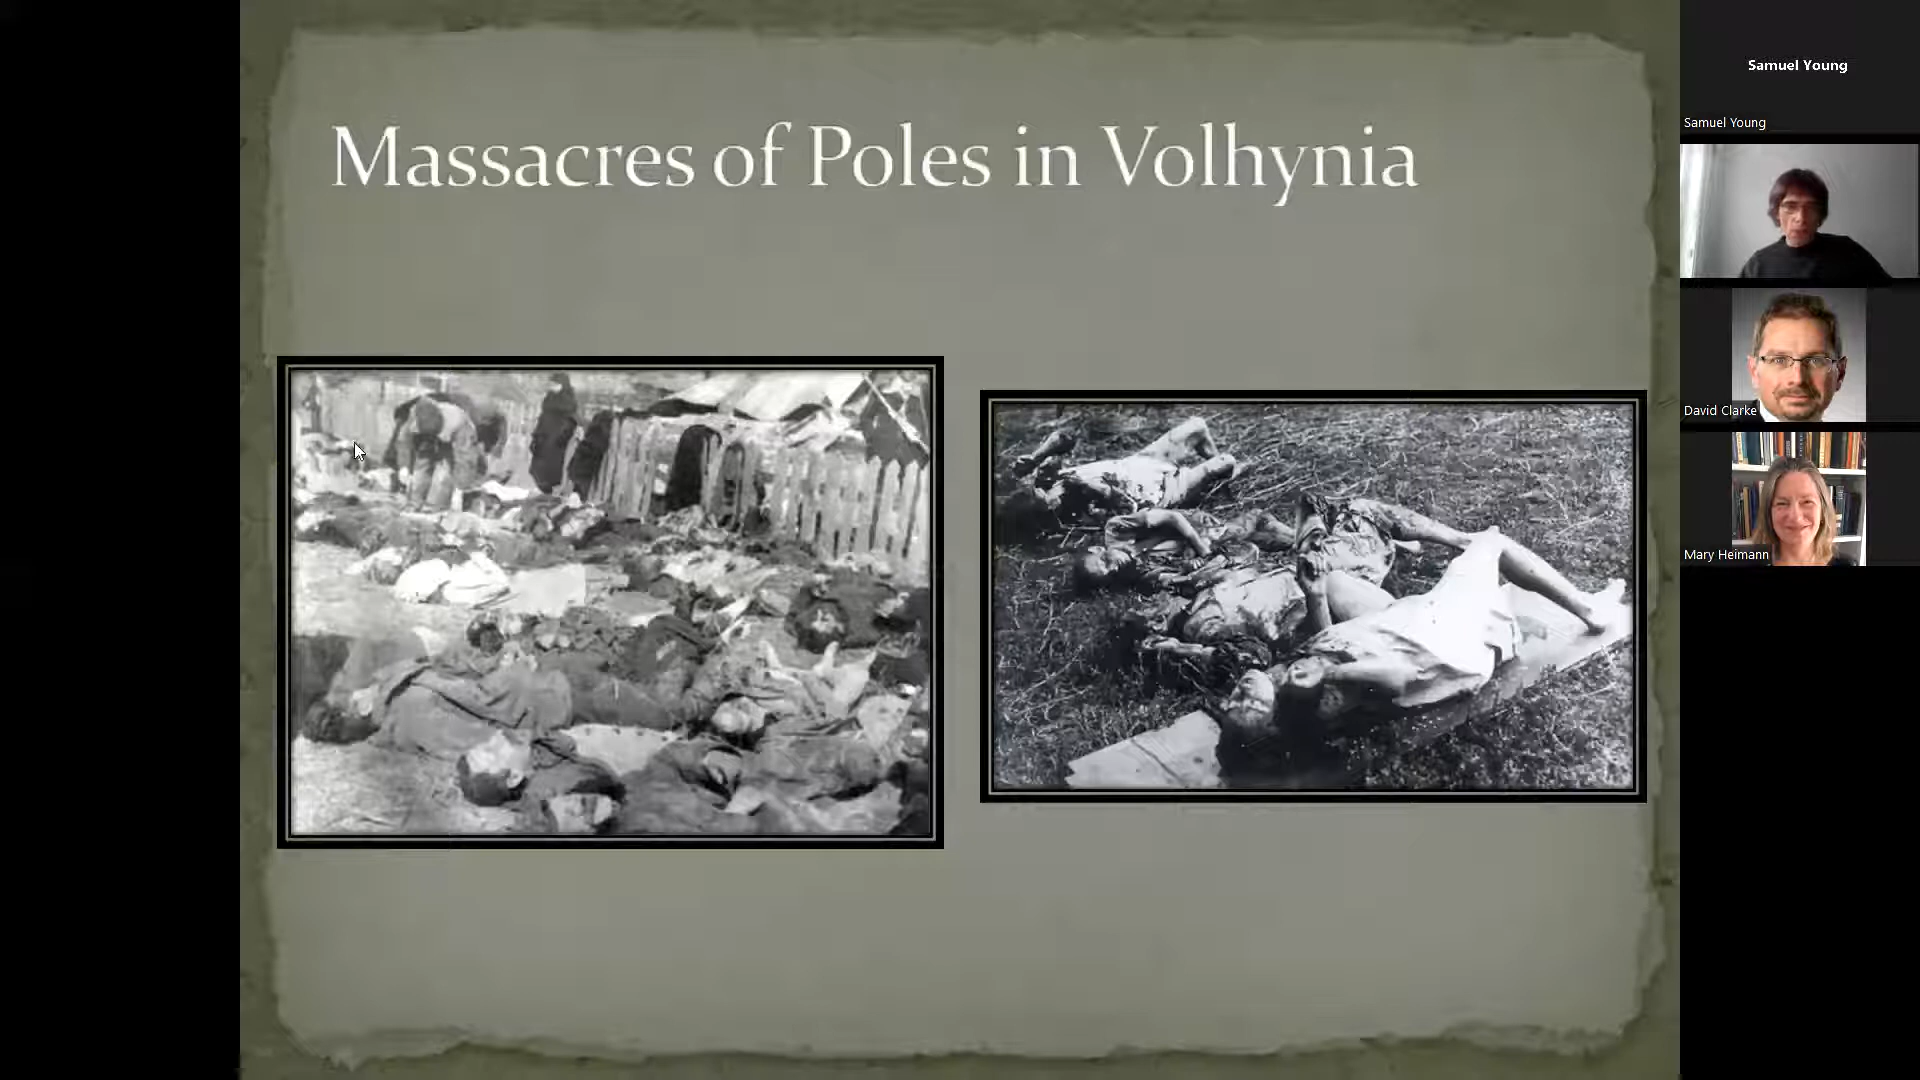 Massacres of Poles in Volhynia
Samuel Young
Samuel Young
David Clarke
Mary Heimann